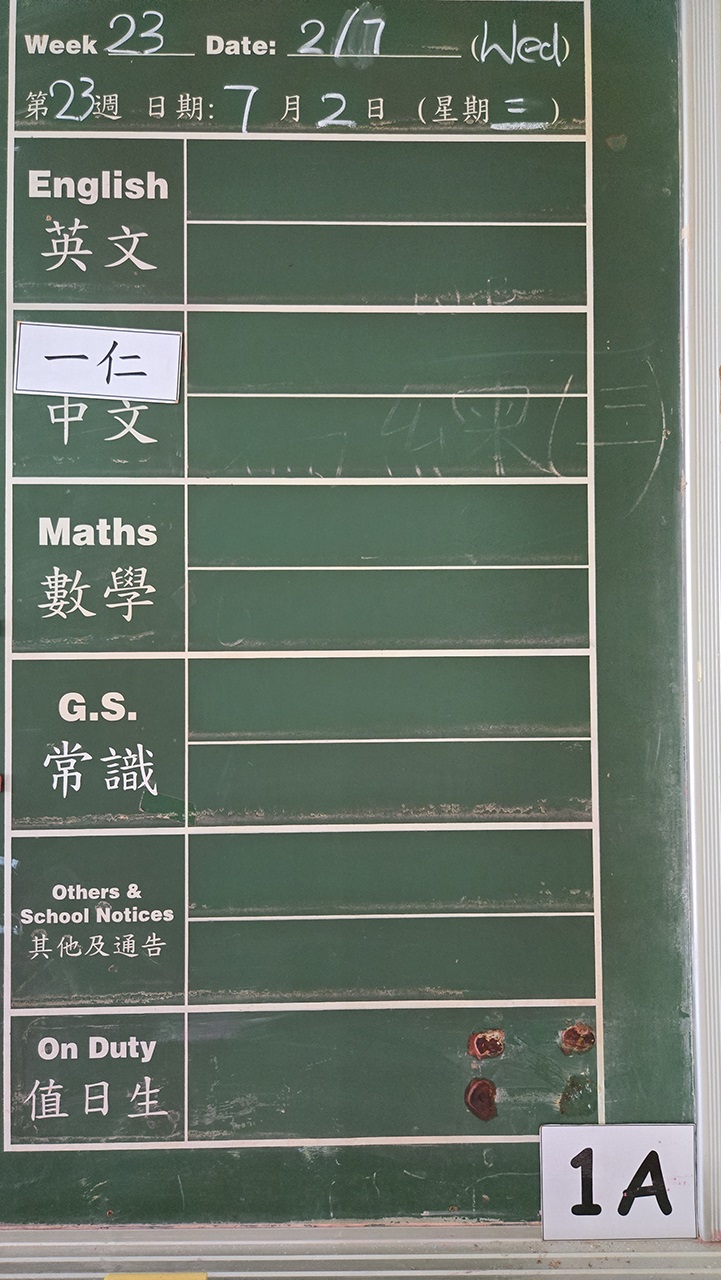 Week 23 Date: 2/7 (Wed)
第23週 日期: 7月2日 (星期三)
English
英文
一仁
中文
Maths
數學
G.S.
常識
Others &
School Notices
其他及通告
On Duty
值日生
1A